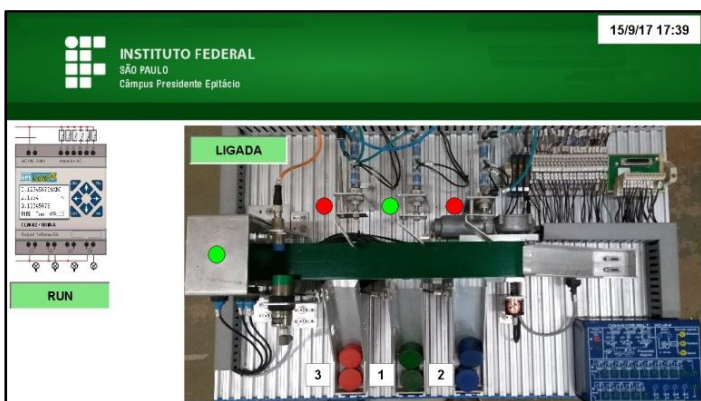 15/9/17 17:39
INSTITUTO FEDERAL
SÃO PAULO
Câmpus Presidente Epitácio
LIGADA
RUN
3
1
2